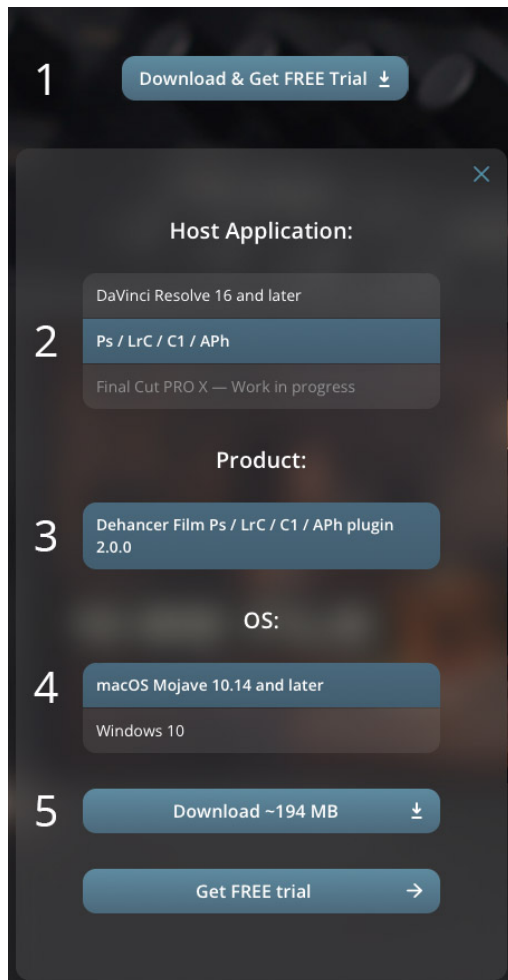 1
Download & Get FREE Trial
Host Application:
DaVinci Resolve 16 and later
2
Ps / LrC / C1 / APh
Final Cut PRO X — Work in progress
Product:
3
Dehancer Film Ps / LrC / C1 / APh plugin
2.0.0
OS:
4
macOS Mojave 10.14 and later
Windows 10
5
Download ~194 MB
Get FREE trial